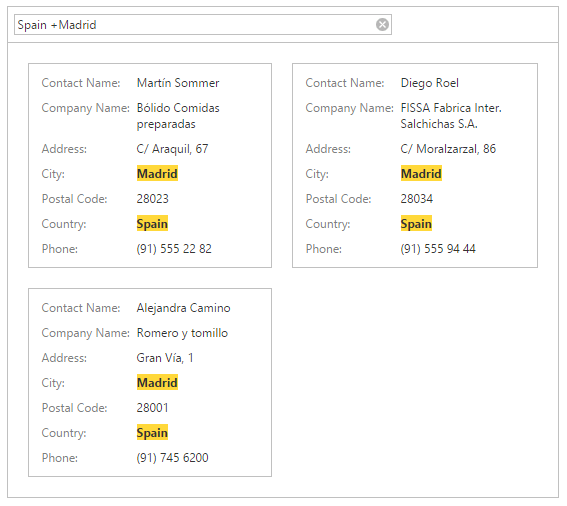 Spain +Madrid
Contact Name: Martín Sommer
Company Name: Bólido Comidas
preparadas
Address: C/ Araquil, 67
City: Madrid
Postal Code: 28023
Country: Spain
Phone: (91) 555 22 82
Contact Name: Diego Roel
Company Name: FISSA Fabrica Inter.
Salchichas S.A.
Address: C/ Moralzarzal, 86
City: Madrid
Postal Code: 28034
Country: Spain
Phone: (91) 555 94 44
Contact Name: Alejandra Camino
Company Name: Romero y tomillo
Address: Gran Vía, 1
City: Madrid
Postal Code: 28001
Country: Spain
Phone: (91) 745 6200